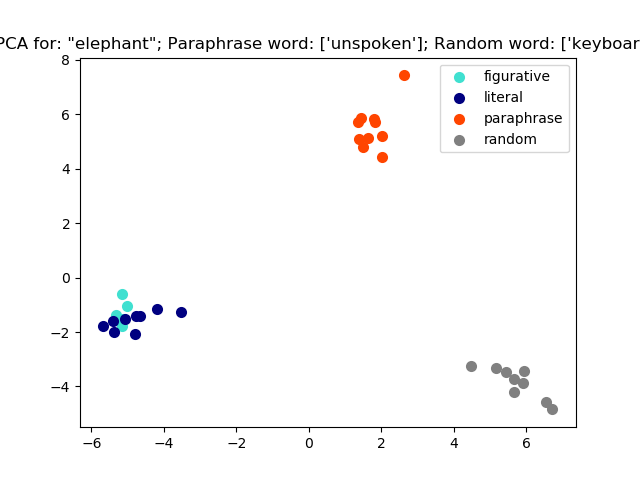 PCA for: "elephant"; Paraphrase word: ['unspoken']; Random word: ['keyboar
8
6
4
2
0
−2
−4
−6
−4
−2
0
2
4
6
figurative
literal
paraphrase
random